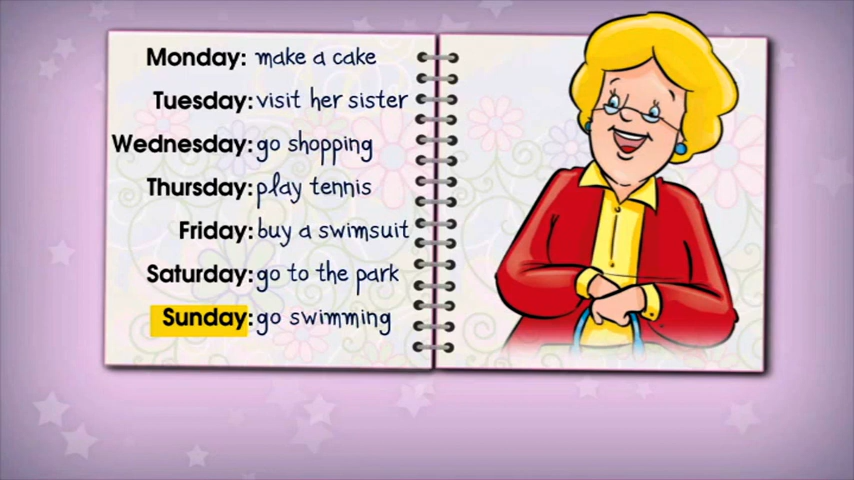 Monday: make a cake
Tuesday: visit her sister
Wednesday: go shopping
Thursday: play tennis
Friday: buy a swimsuit
Saturday: go to the park
Sunday: go swimming